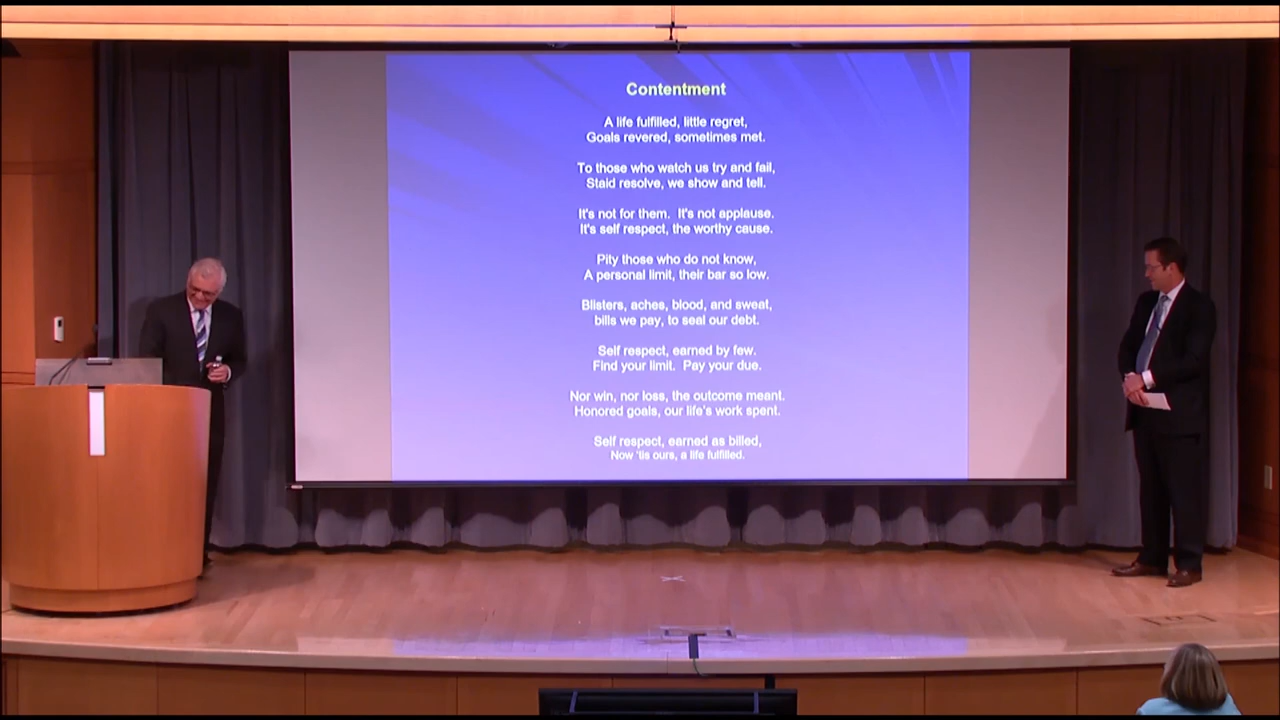 Contentment
A life fulfilled, little regret,
Goals revered, sometimes met.
To those who watch us try and fail,
Staid resolve, we show and tell.
It's not for them.  It's not applause.
It's self respect, the worthy cause.
Pity those who do not know,
A personal limit, their bar so low.
Blisters, aches, blood, and sweat,
bills we pay, to seal our debt.
Self respect, earned by few.
Find your limit.  Pay your due.
Nor win, nor loss, the outcome meant.
Honored goals, our life's work spent.
Self respect, earned as billed,
Now 'tis ours, a life fulfilled.